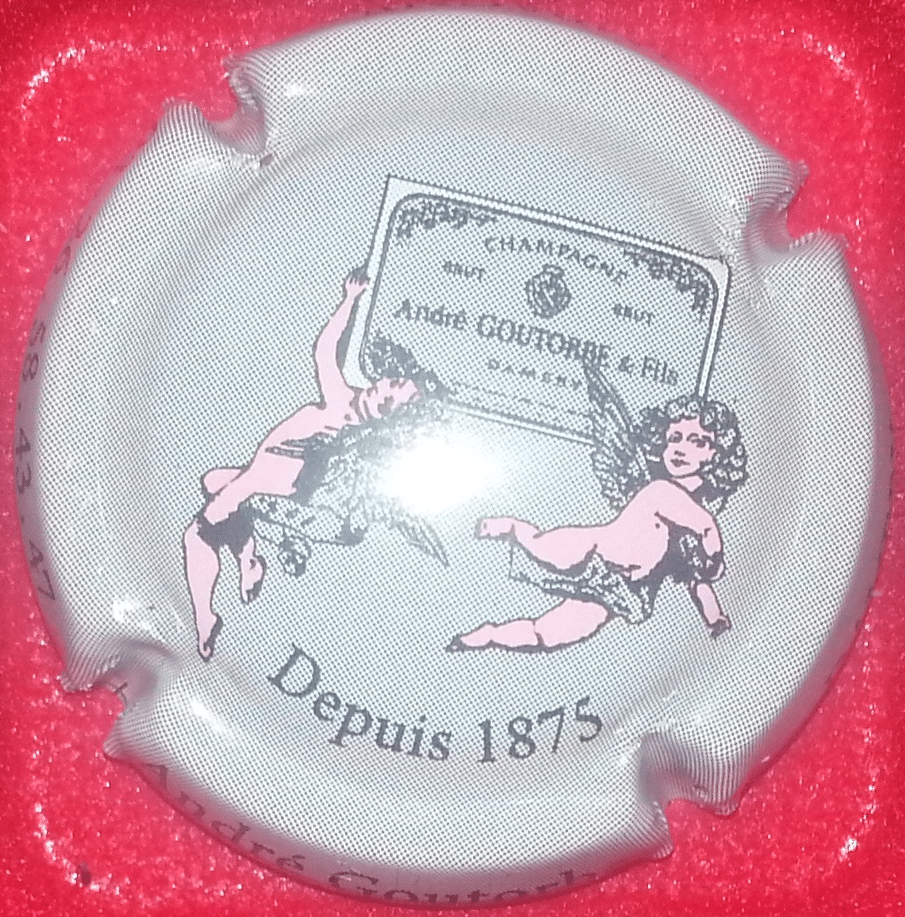 CHAMPAGNE
BRUT
BRUT
André GOUTORBE & Fils
DAMERY
Depuis 1875
58.43.47
André Goutorb